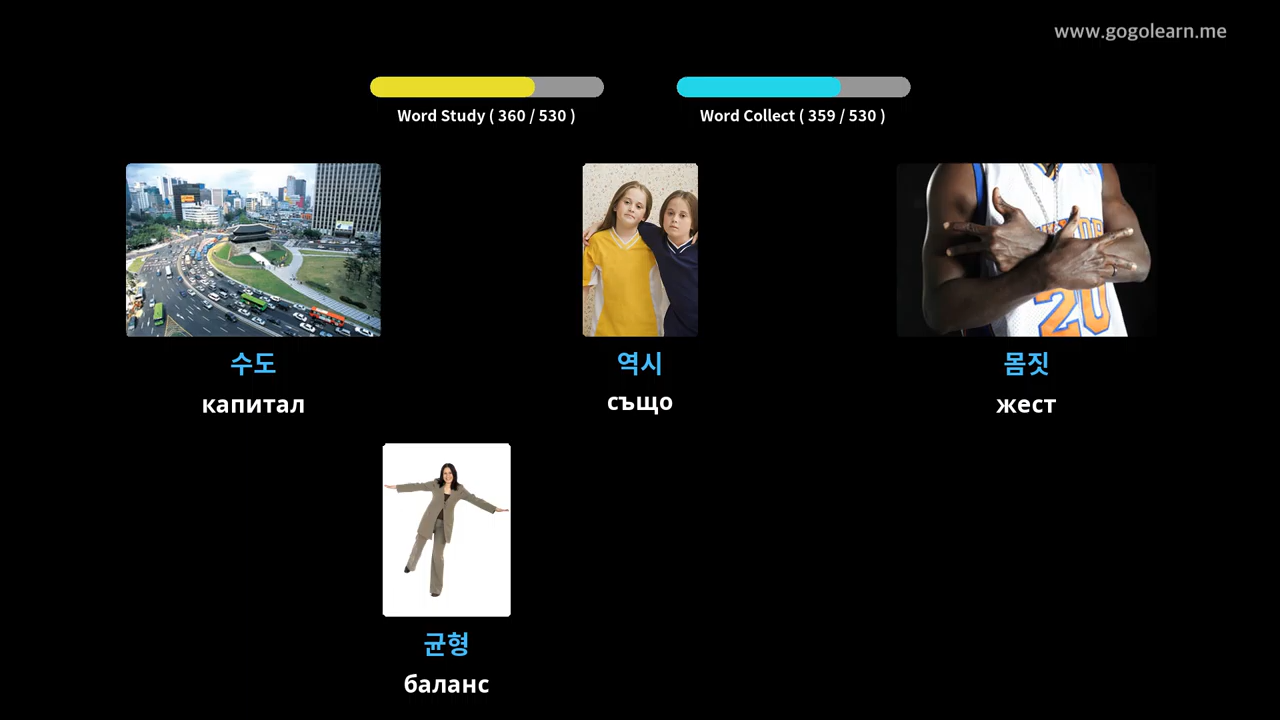 www.gogolearn.me
Word Study ( 360 / 530 )
Word Collect ( 359 / 530 )
수도
капитал
역시
също
몸짓
жест
20
균형
баланс